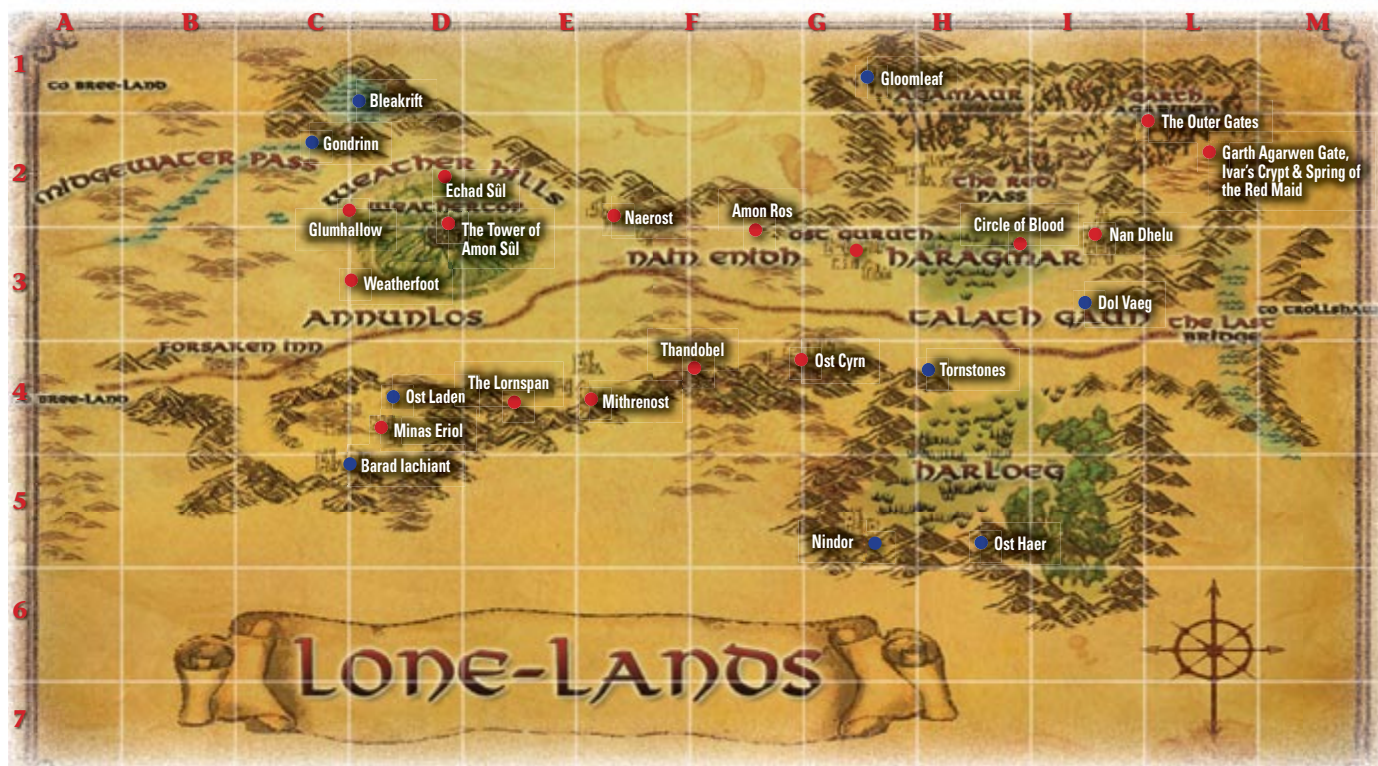 A B C D E F G H I L M
1
TO BREE-LAND
Bleakrift
Gloomleaf
AGAMAUR
GARTH
AGARWEN
The Outer Gates
Gondrinn
2
MIDGEWATER PASS
WEATHER HILLS
Echad Sûl
WEATHERTOP
Glumhallow
The Tower of
Amon Sûl
Naerost
Amon Ros
THE RED
PASS
Garth Agarwen Gate,
Ivar's Crypt & Spring of
the Red Maid
Circle of Blood
Nan Dhelu
OST GURUTH
3
NAIN ENIDH
HARAGMAR
Weatherfoot
Dol Vaeg
TO TROLLSHAW
ANNUNLOS
TALATH GAUN
THE LAST
BRIDGE
FORSAKEN INN
Thandobel
Ost Cyrn
Tornstones
4
BREE-LAND
Ost Laden
The Lornspan
Mithrenost
Minas Eriol
Barad Iachiant
HARLOEG
5
Nindor
Ost Haer
6
LONE-LANDS
7